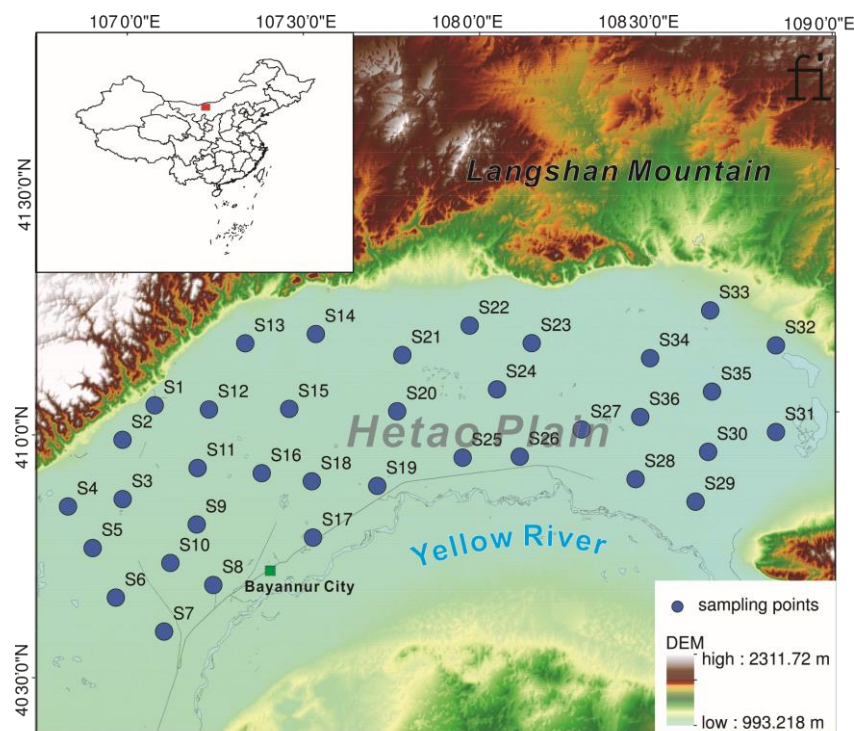 107 0'0"E 107 30'0"E 108 0'0"E 108 30'0"E 109 0'0"E
fi
Langshan Mountain
41 30'0"N
S33
S22
S14
S13 S23 S32
S21 S34
S24 S35
S1 S12 S15 S20 S36
Hetao Plain
S27 S31
S2
41 0'0"N
S25 S26 S30
S11 S16 S18 S19 S28
S4 S3 S29
S9
S17
S5
Yellow River
S10
S8
Bayannur City
S6
S7
sampling points
DEM
high : 2311.72 m
low : 993.218 m
40 30'0"N